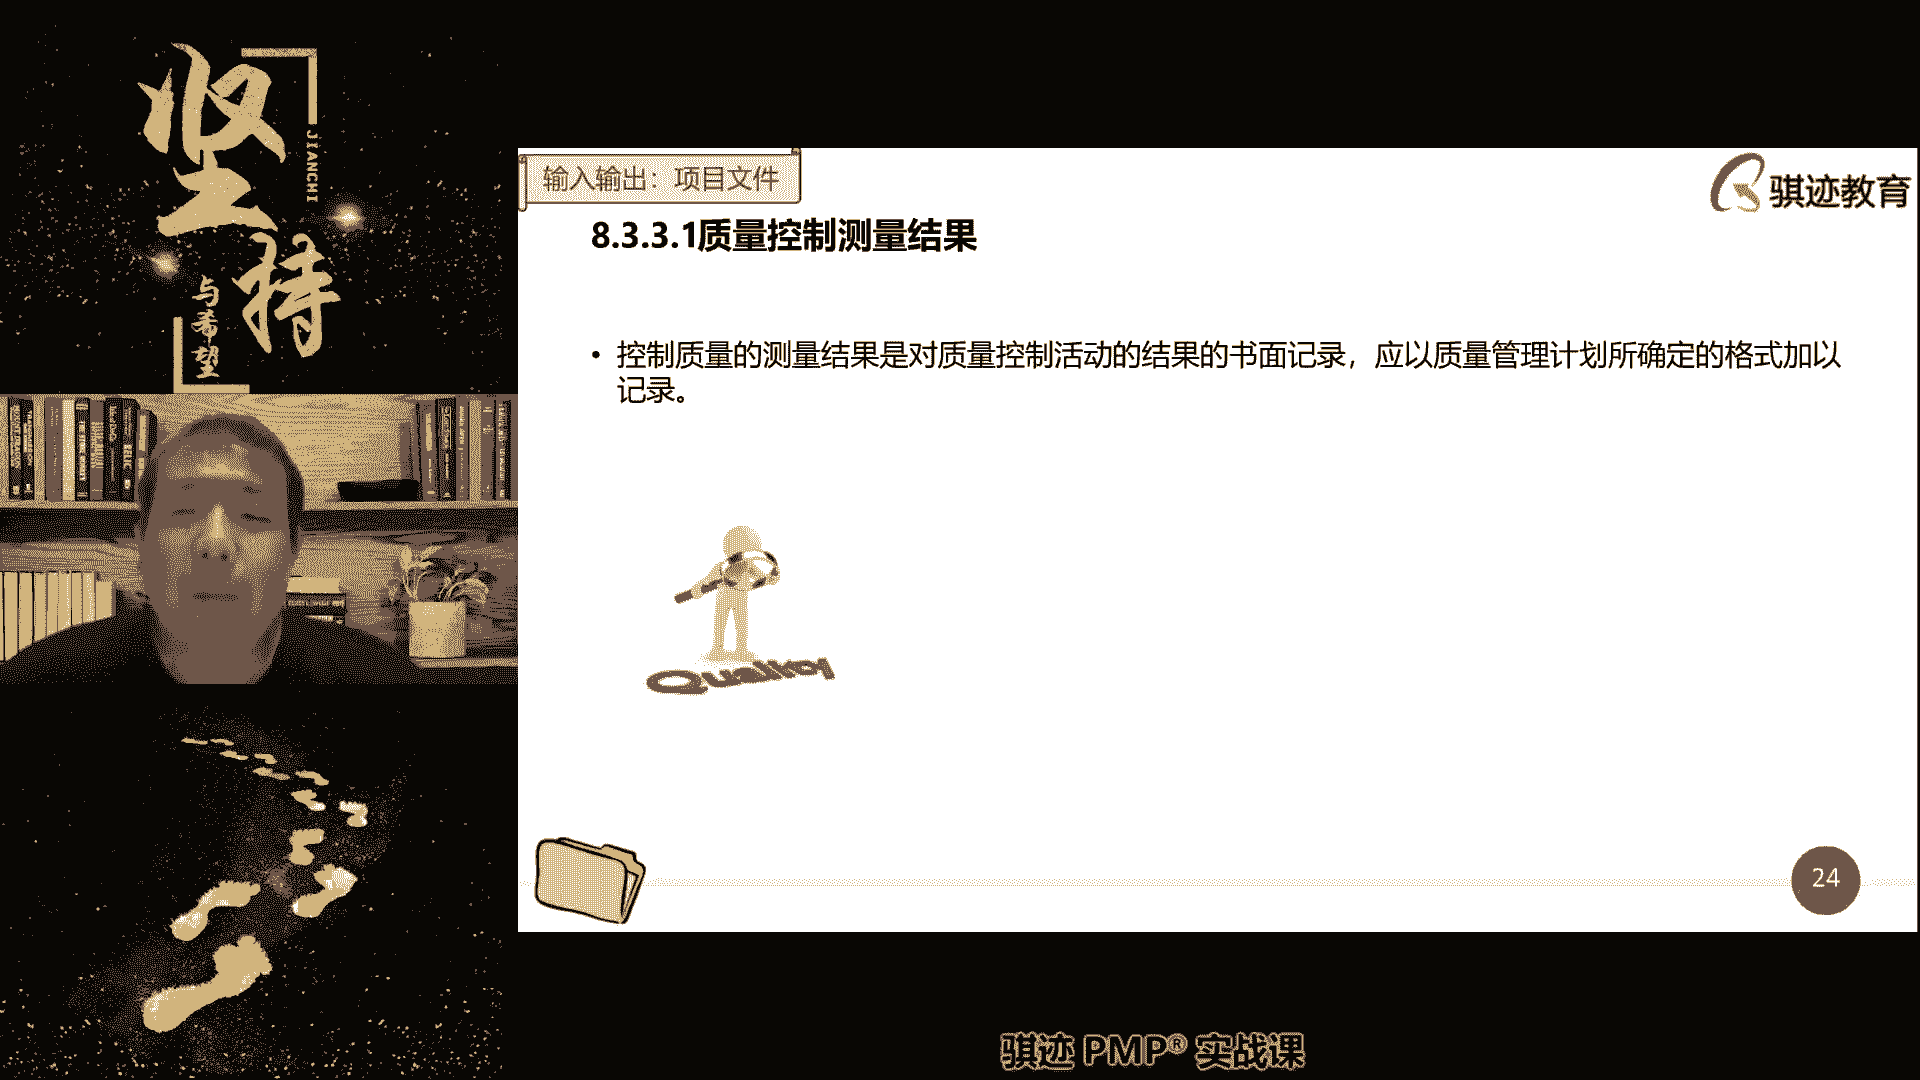 坚持
JIANCHI
与希望
输入输出：项目文件
骐迹教育
8.3.3.1质量控制测量结果
• 控制质量的测量结果是对质量控制活动的结果的书面记录，应以质量管理计划所确定的格式加以
记录。
Quality
24
骐迹 PMP® 实战课